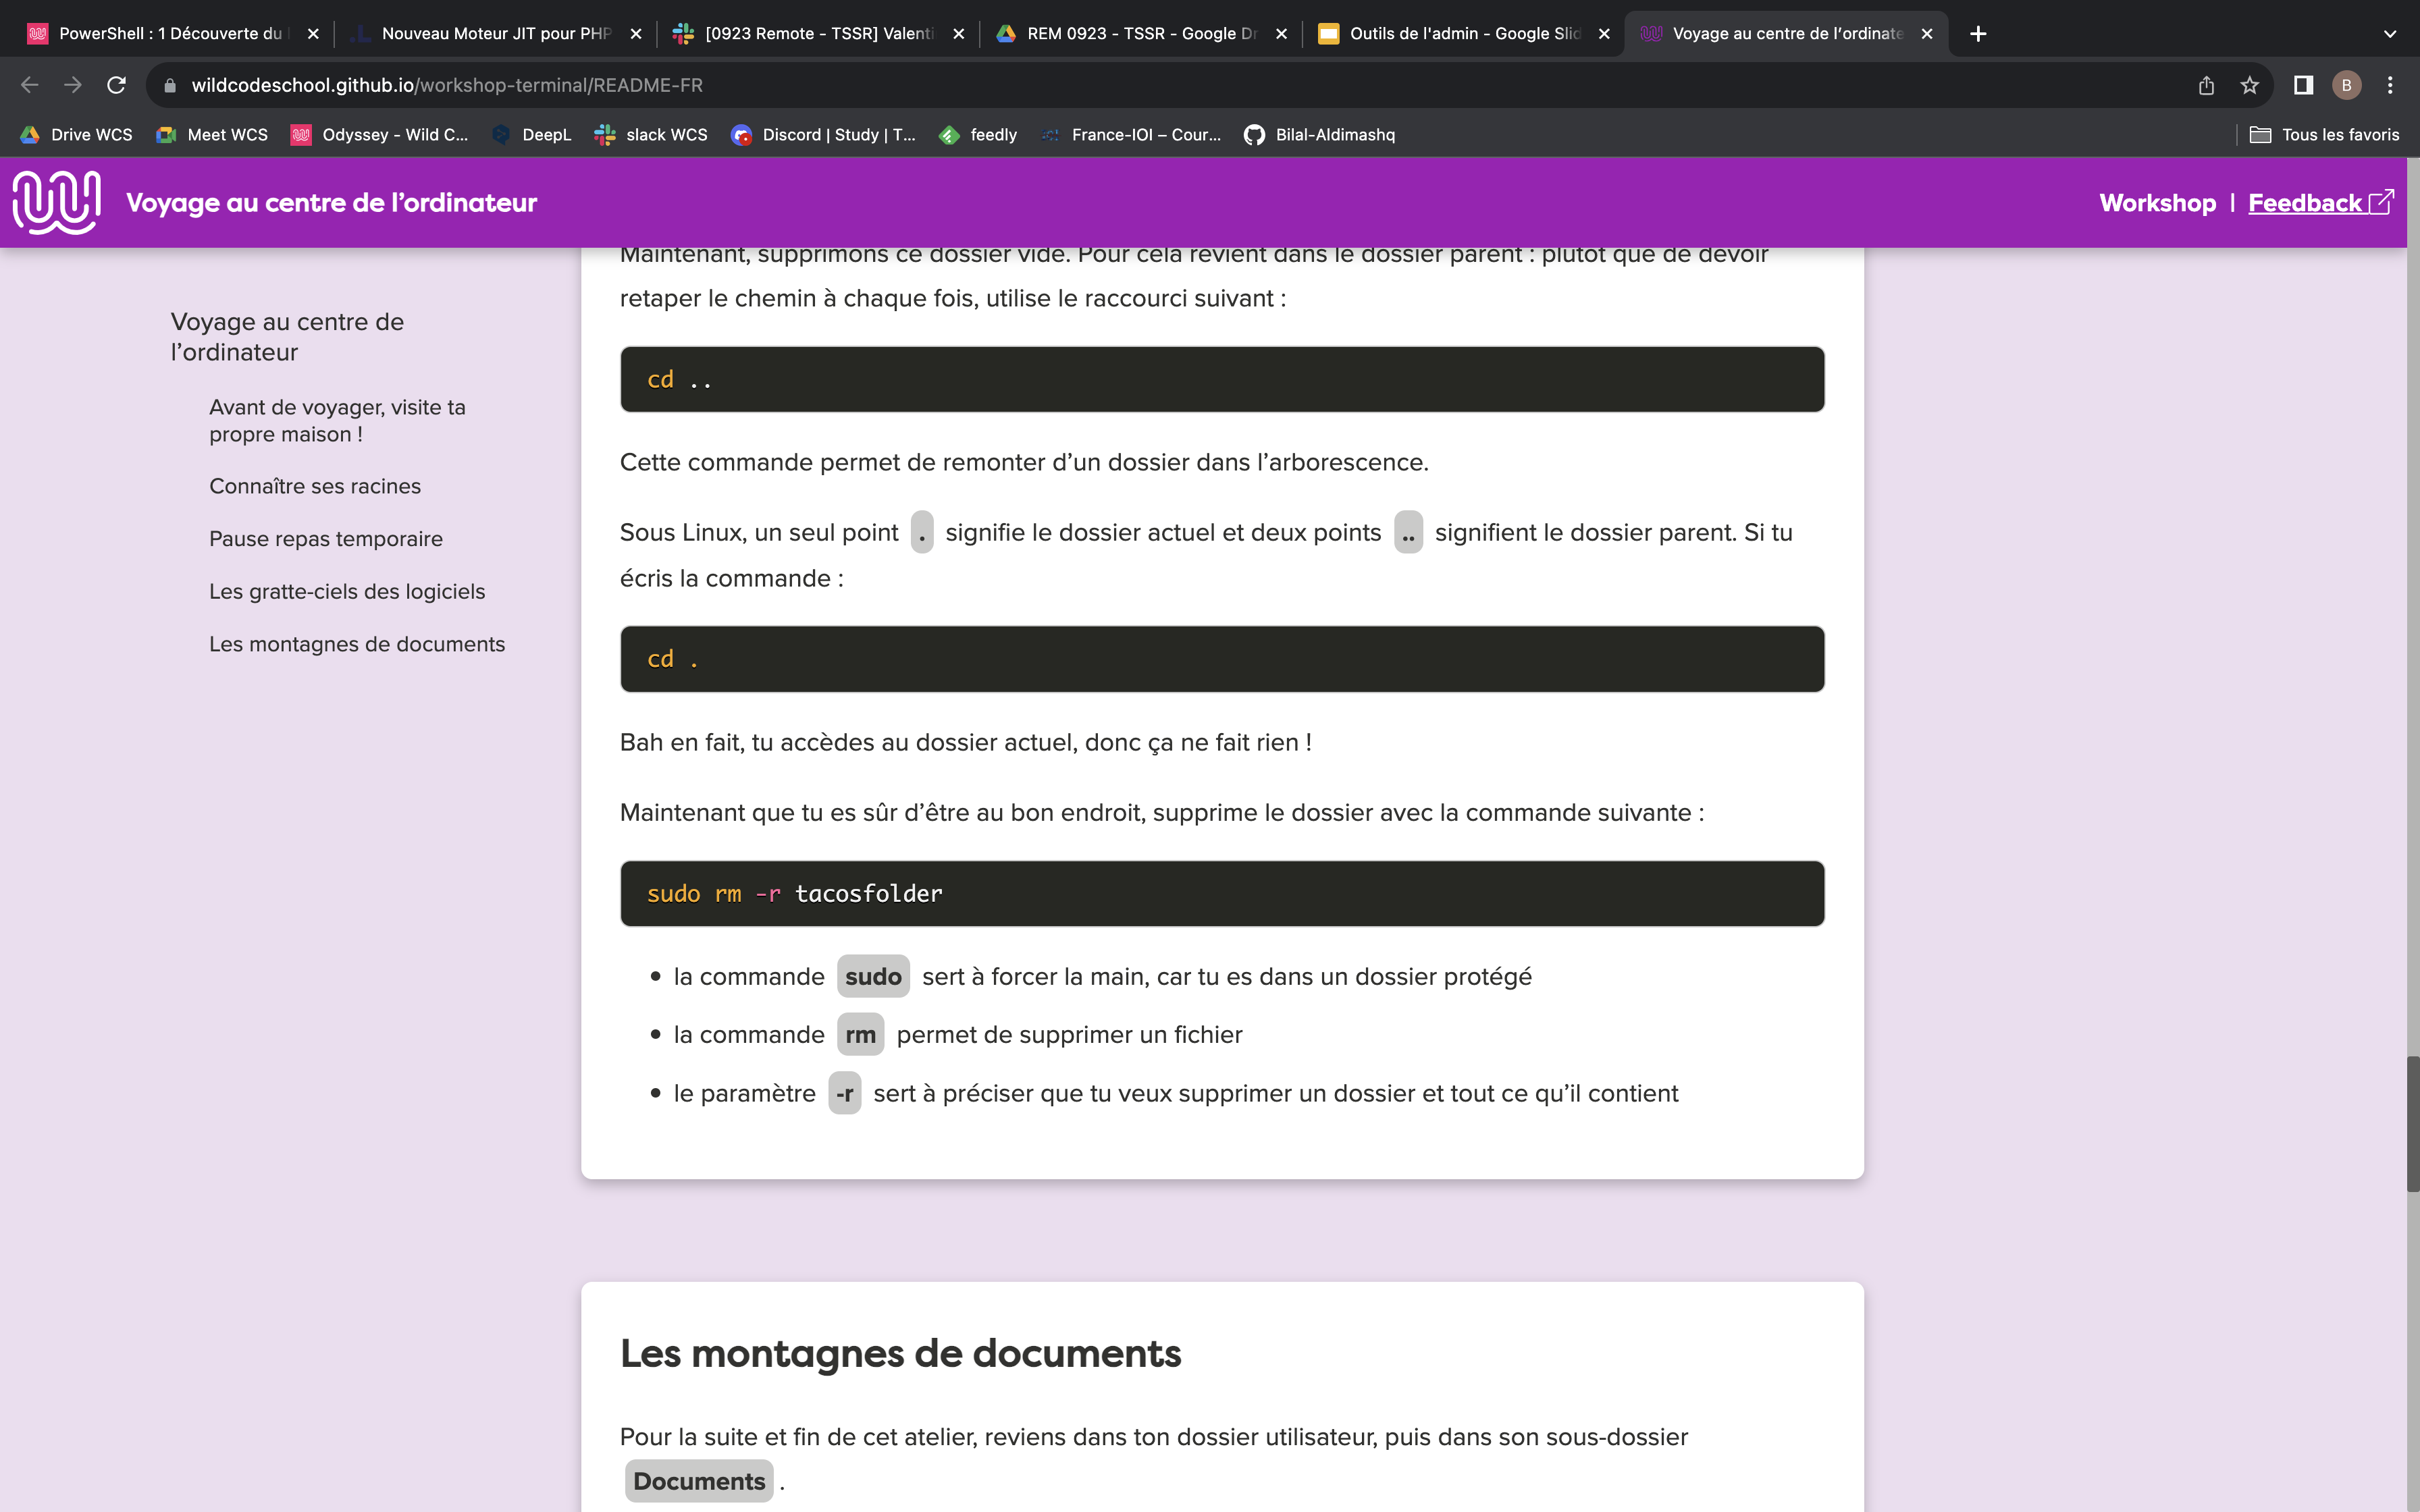 PowerShell : 1 Découverte du
Nouveau Moteur JIT pour PHP
[0923 Remote - TSSR] Valenti
REM 0923 - TSSR - Google Dr
Outils de l'admin - Google Slid
Voyage au centre de l’ordinate
wildcodeschool.github.io/workshop-terminal/README-FR
B
Drive WCS
Meet WCS
Odyssey - Wild C...
DeepL
slack WCS
Discord | Study | T...
feedly
France-IOI – Cour...
Bilal-Aldimashq
Tous les favoris
Voyage au centre de l’ordinateur
Workshop | Feedback
Voyage au centre de
l’ordinateur
Avant de voyager, visite ta
propre maison !
Connaître ses racines
Pause repas temporaire
Les gratte-ciels des logiciels
Les montagnes de documents
Maintenant, supprimons ce dossier vide. Pour cela revient dans le dossier parent : plutôt que de devoir
retaper le chemin à chaque fois, utilise le raccourci suivant :
cd ..
Cette commande permet de remonter d’un dossier dans l’arborescence.
Sous Linux, un seul point . signifie le dossier actuel et deux points .. signifient le dossier parent. Si tu
écris la commande :
cd .
Bah en fait, tu accèdes au dossier actuel, donc ça ne fait rien !
Maintenant que tu es sûr d’être au bon endroit, supprime le dossier avec la commande suivante :
sudo rm -r tacosfolder
• la commande sudo sert à forcer la main, car tu es dans un dossier protégé
• la commande rm permet de supprimer un fichier
• le paramètre -r sert à préciser que tu veux supprimer un dossier et tout ce qu’il contient
Les montagnes de documents
Pour la suite et fin de cet atelier, reviens dans ton dossier utilisateur, puis dans son sous-dossier
Documents .